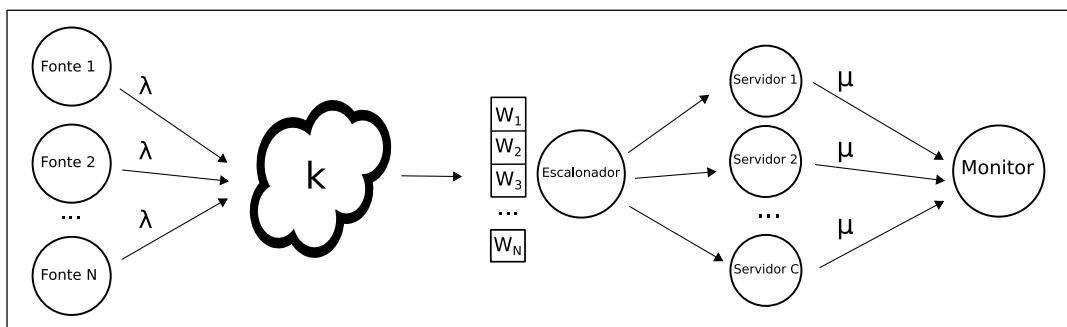 Fonte 1
λ
Fonte 2
λ
...
λ
Fonte N
k
W1
W2
W3
...
WN
Escalonador
Servidor 1
μ
Servidor 2
μ
...
Servidor C
μ
Monitor